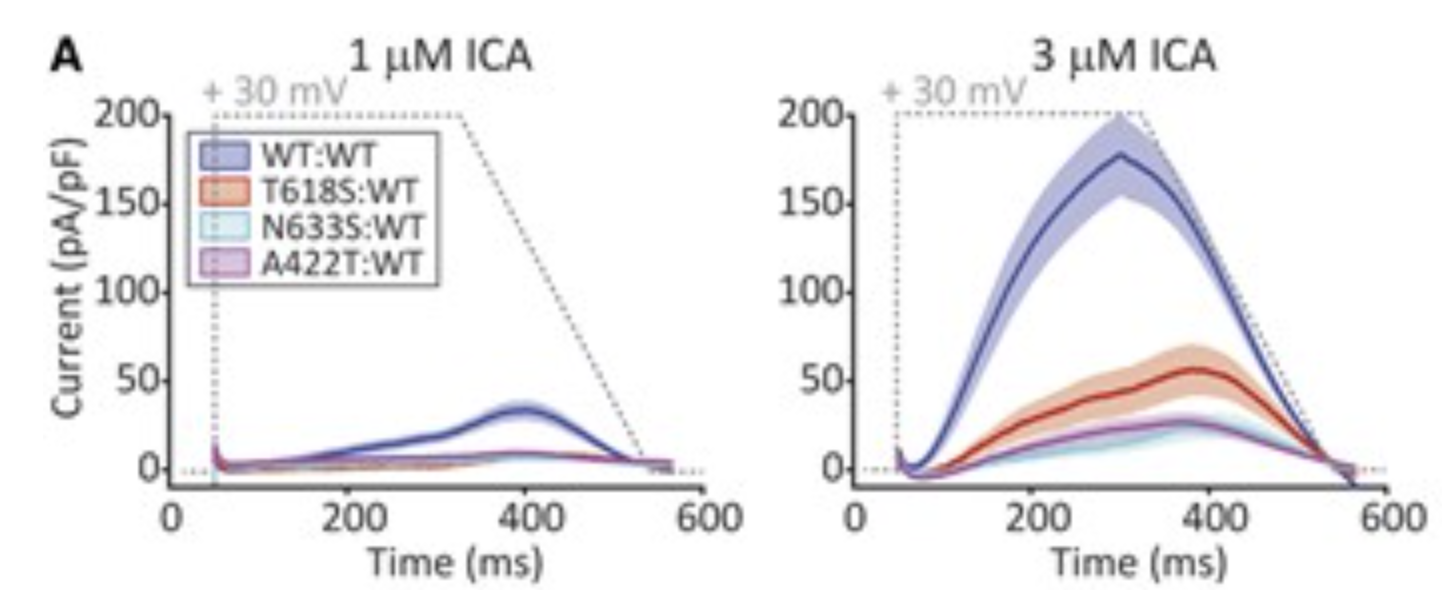 A
1 μM ICA
+ 30 mV
200
150
100
50
0
Current (pA/pF)
WT:WT
T618S:WT
N633S:WT
A422T:WT
0 200 400 600
Time (ms)
3 μM ICA
+ 30 mV
200
150
100
50
0
0 200 400 600
Time (ms)